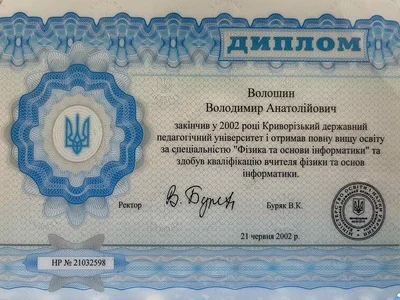 ДИПЛОМ
Волошин
Володимир Анатолійович
закінчив у 2002 році Криворізький державний
педагогічний університет і отримав повну вищу освіту
за спеціальністю "Фізика та основи інформатики" та
здобув кваліфікацію вчителя фізики та основ
інформатики.
Ректор
В. Буряк
Буряк В.К.
21 червня 2002 р.
НР № 21032598